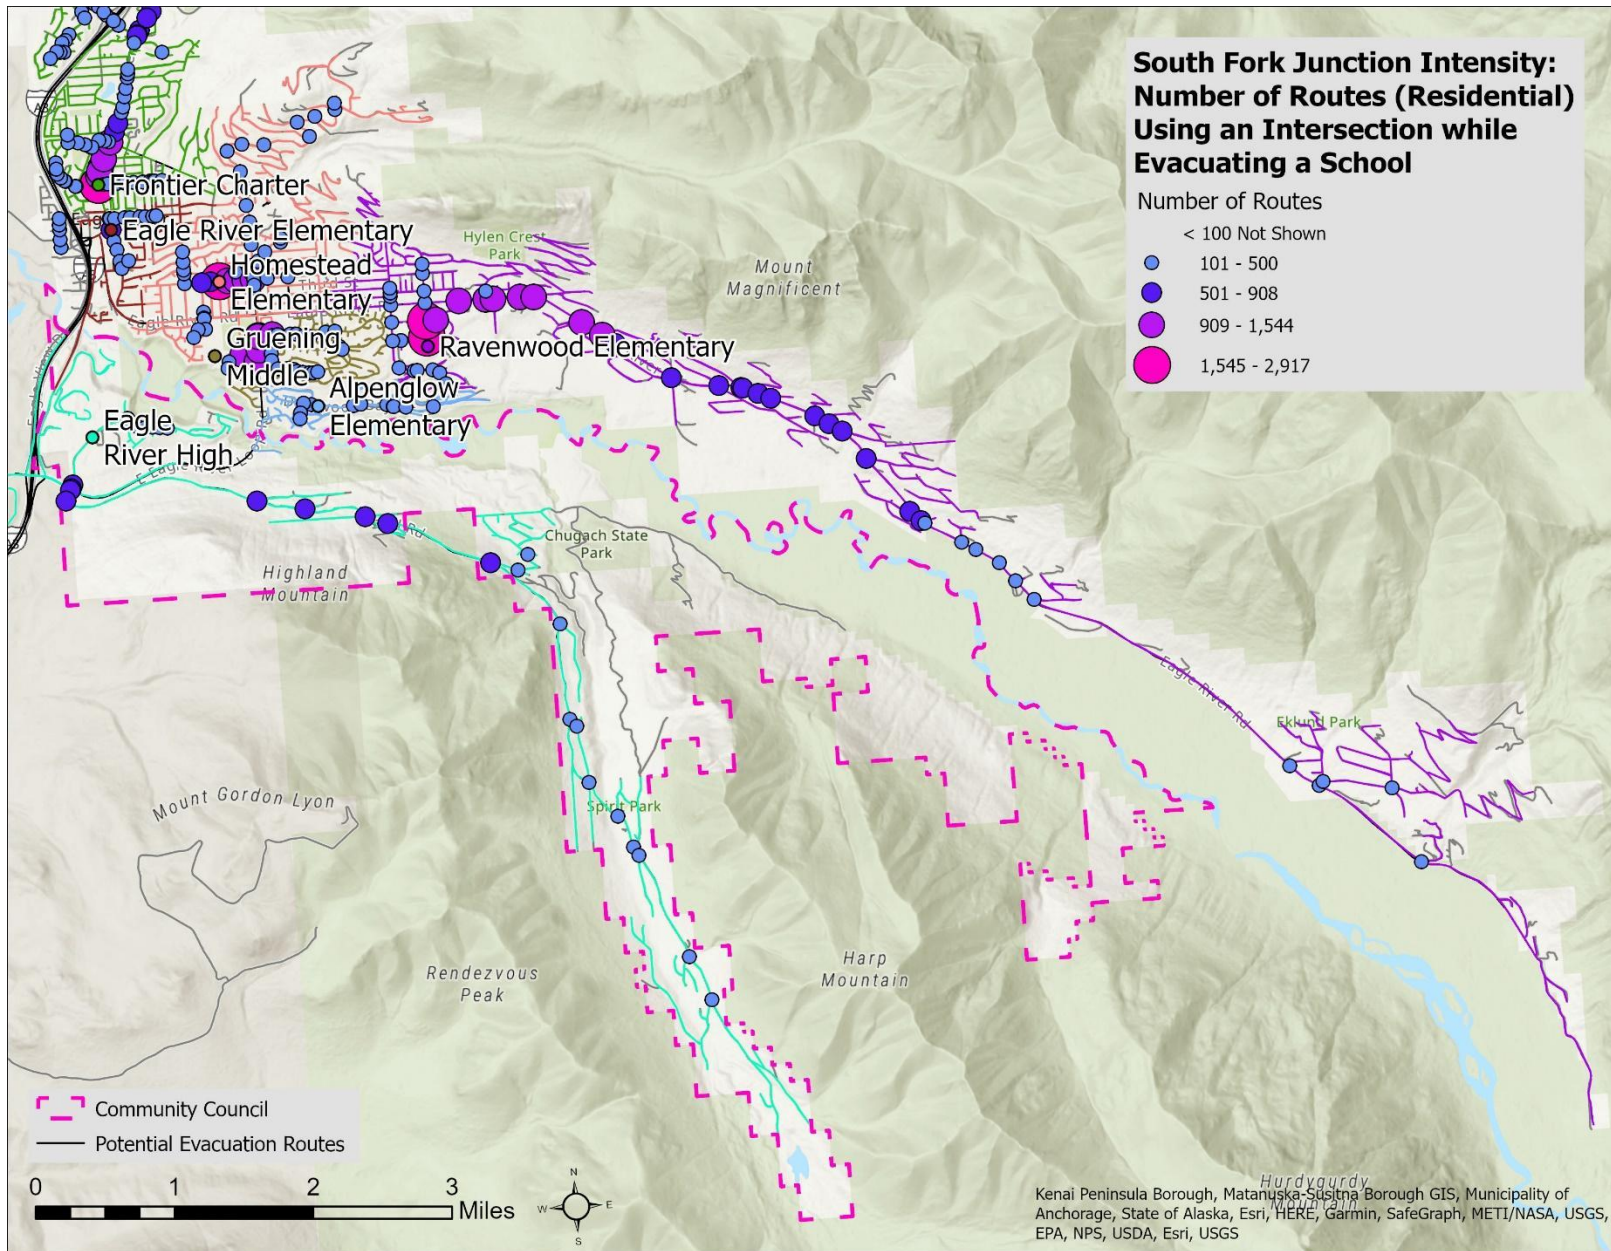 South Fork Junction Intensity:
Number of Routes (Residential)
Using an Intersection while
Evacuating a School
Number of Routes
< 100 Not Shown
101 - 500
501 - 908
909 - 1,544
1,545 - 2,917
Frontier Charter
Eagle River Elementary
Homestead
Elementary
Gruening
Middle
Ravenwood Elementary
Alpenglow
Elementary
Eagle
River High
Hylen Crest
Park
Mount
Magnificent
E Eagle River Loop Rd
Chugach State
Park
Highland
Mountain
Eagle River Rd
Eklund Park
Mount Gordon Lyon
Spirit Park
Rendezvous
Peak
Harp
Mountain
Hurdygurdy
Mountain
Community Council
Potential Evacuation Routes
0 1 2 3
Miles
N
W E
S
Kenai Peninsula Borough, Matanuska-Susitna Borough GIS, Municipality of
Anchorage, State of Alaska, Esri, HERE, Garmin, SafeGraph, METI/NASA, USGS,
EPA, NPS, USDA, Esri, USGS